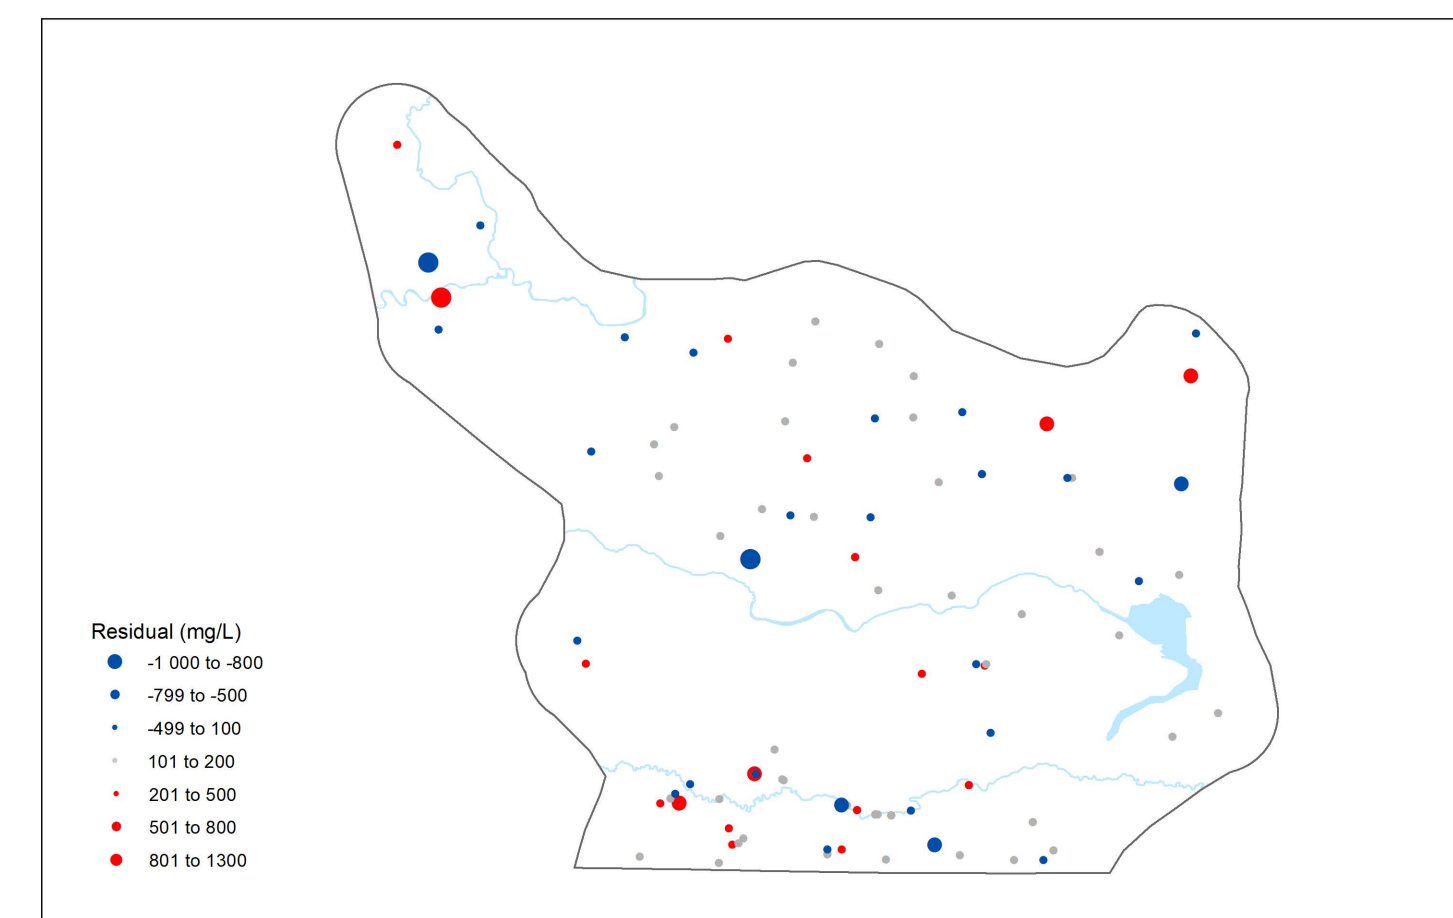 Residual (mg/L)
-1 000 to -800
-799 to -500
-499 to 100
101 to 200
201 to 500
501 to 800
801 to 1300